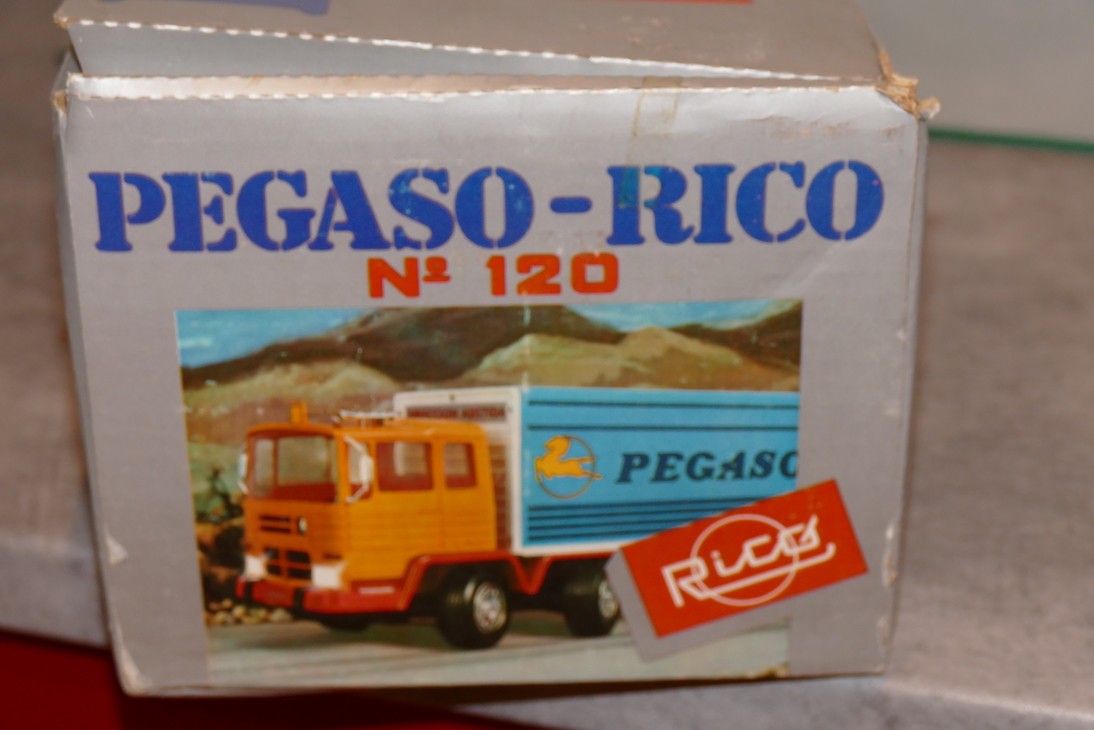 PEGASO-RICO
Nº 120
PEGASO
Rico